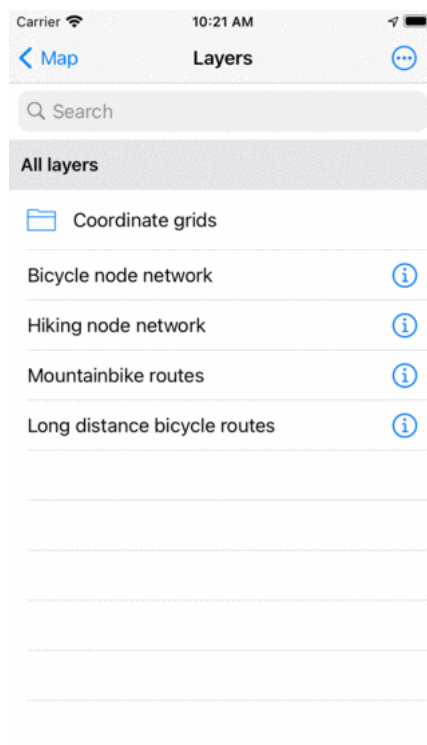 Carrier 10:21 AM
Map Layers
Search
All layers
Coordinate grids
Bicycle node network
Hiking node network
Mountainbike routes
Long distance bicycle routes